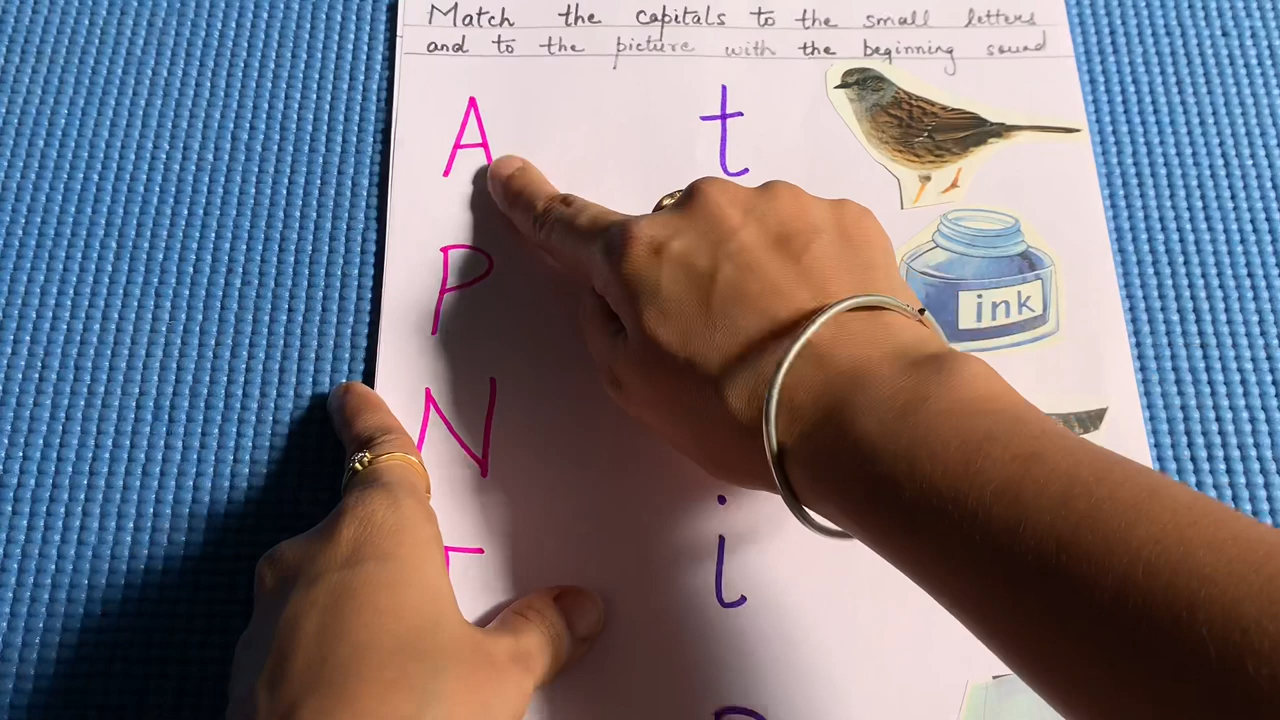 Match the capitals to the small letters
and to the picture with the beginning sound
A t
P ink
N
i